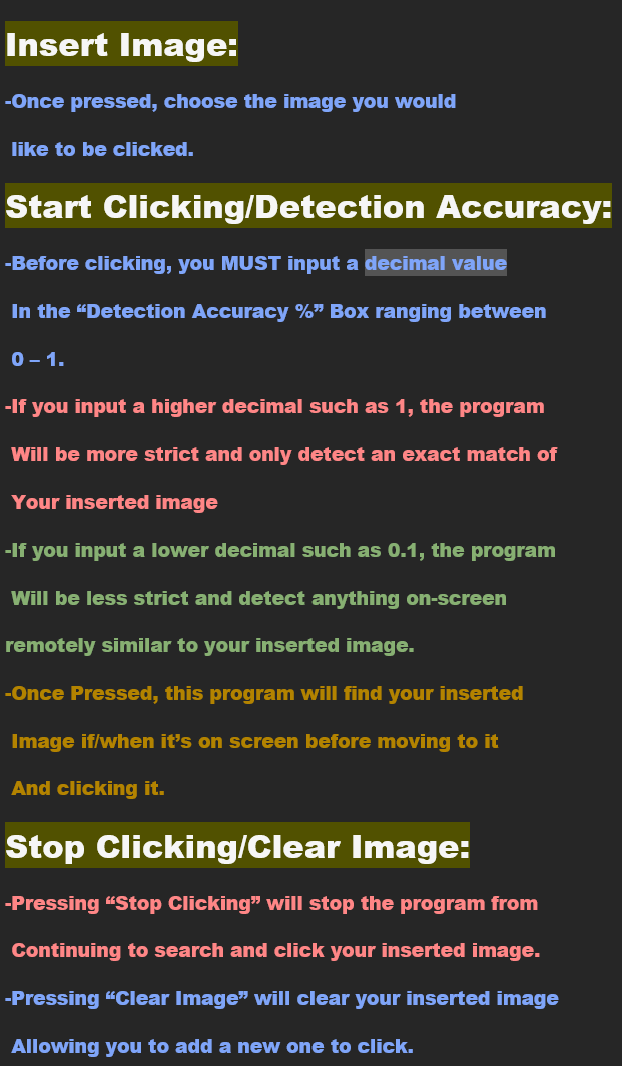 Insert Image:
-Once pressed, choose the image you would
like to be clicked.
Start Clicking/Detection Accuracy:
-Before clicking, you MUST input a decimal value
In the “Detection Accuracy %” Box ranging between
0 – 1.
-If you input a higher decimal such as 1, the program
Will be more strict and only detect an exact match of
Your inserted image
-If you input a lower decimal such as 0.1, the program
Will be less strict and detect anything on-screen
remotely similar to your inserted image.
-Once Pressed, this program will find your inserted
Image if/when it’s on screen before moving to it
And clicking it.
Stop Clicking/Clear Image:
-Pressing “Stop Clicking” will stop the program from
Continuing to search and click your inserted image.
-Pressing “Clear Image” will clear your inserted image
Allowing you to add a new one to click.